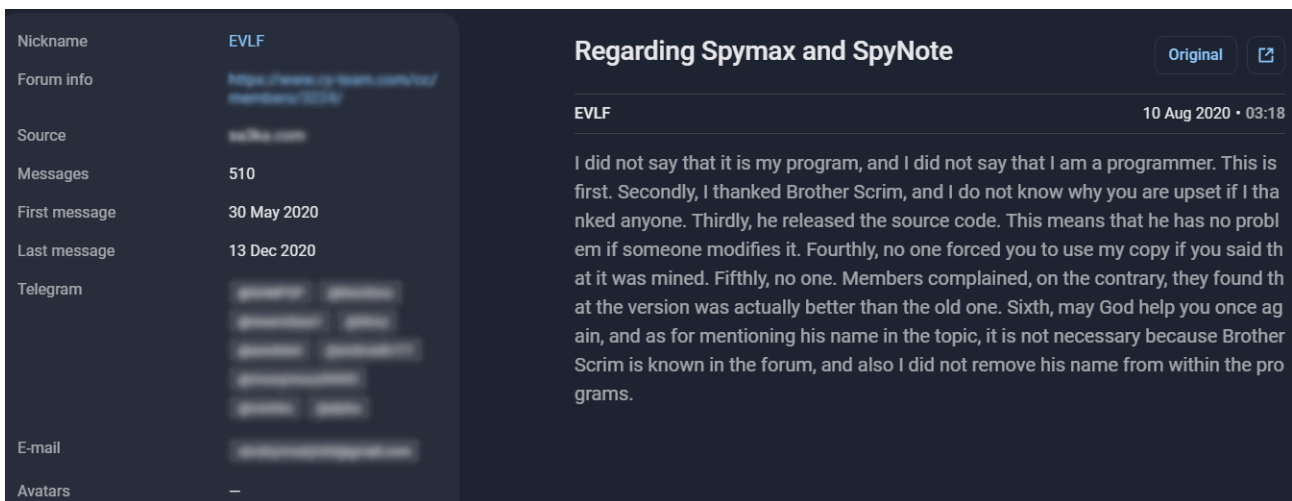 Nickname
EVLF
Forum info
Source
Messages
510
First message
30 May 2020
Last message
13 Dec 2020
Telegram
E-mail
Avatars
—
Regarding Spymax and SpyNote
Original
EVLF
10 Aug 2020 • 03:18
I did not say that it is my program, and I did not say that I am a programmer. This is
first. Secondly, I thanked Brother Scrim, and I do not know why you are upset if I tha
nked anyone. Thirdly, he released the source code. This means that he has no probl
em if someone modifies it. Fourthly, no one forced you to use my copy if you said th
at it was mined. Fifthly, no one. Members complained, on the contrary, they found th
at the version was actually better than the old one. Sixth, may God help you once ag
ain, and as for mentioning his name in the topic, it is not necessary because Brother
Scrim is known in the forum, and also I did not remove his name from within the pro
grams.